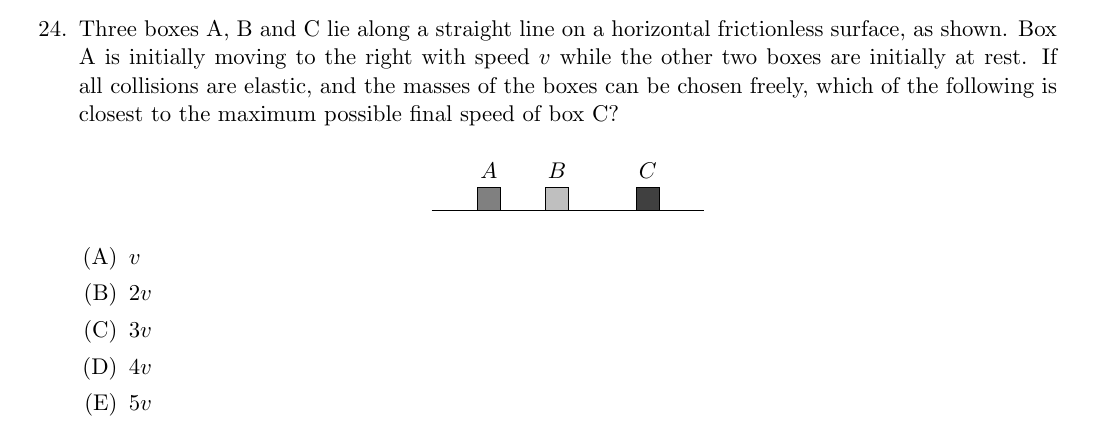 24. Three boxes A, B and C lie along a straight line on a horizontal frictionless surface, as shown. Box
A is initially moving to the right with speed v while the other two boxes are initially at rest. If
all collisions are elastic, and the masses of the boxes can be chosen freely, which of the following is
closest to the maximum possible final speed of box C?
A B C
(A) v
(B) 2v
(C) 3v
(D) 4v
(E) 5v